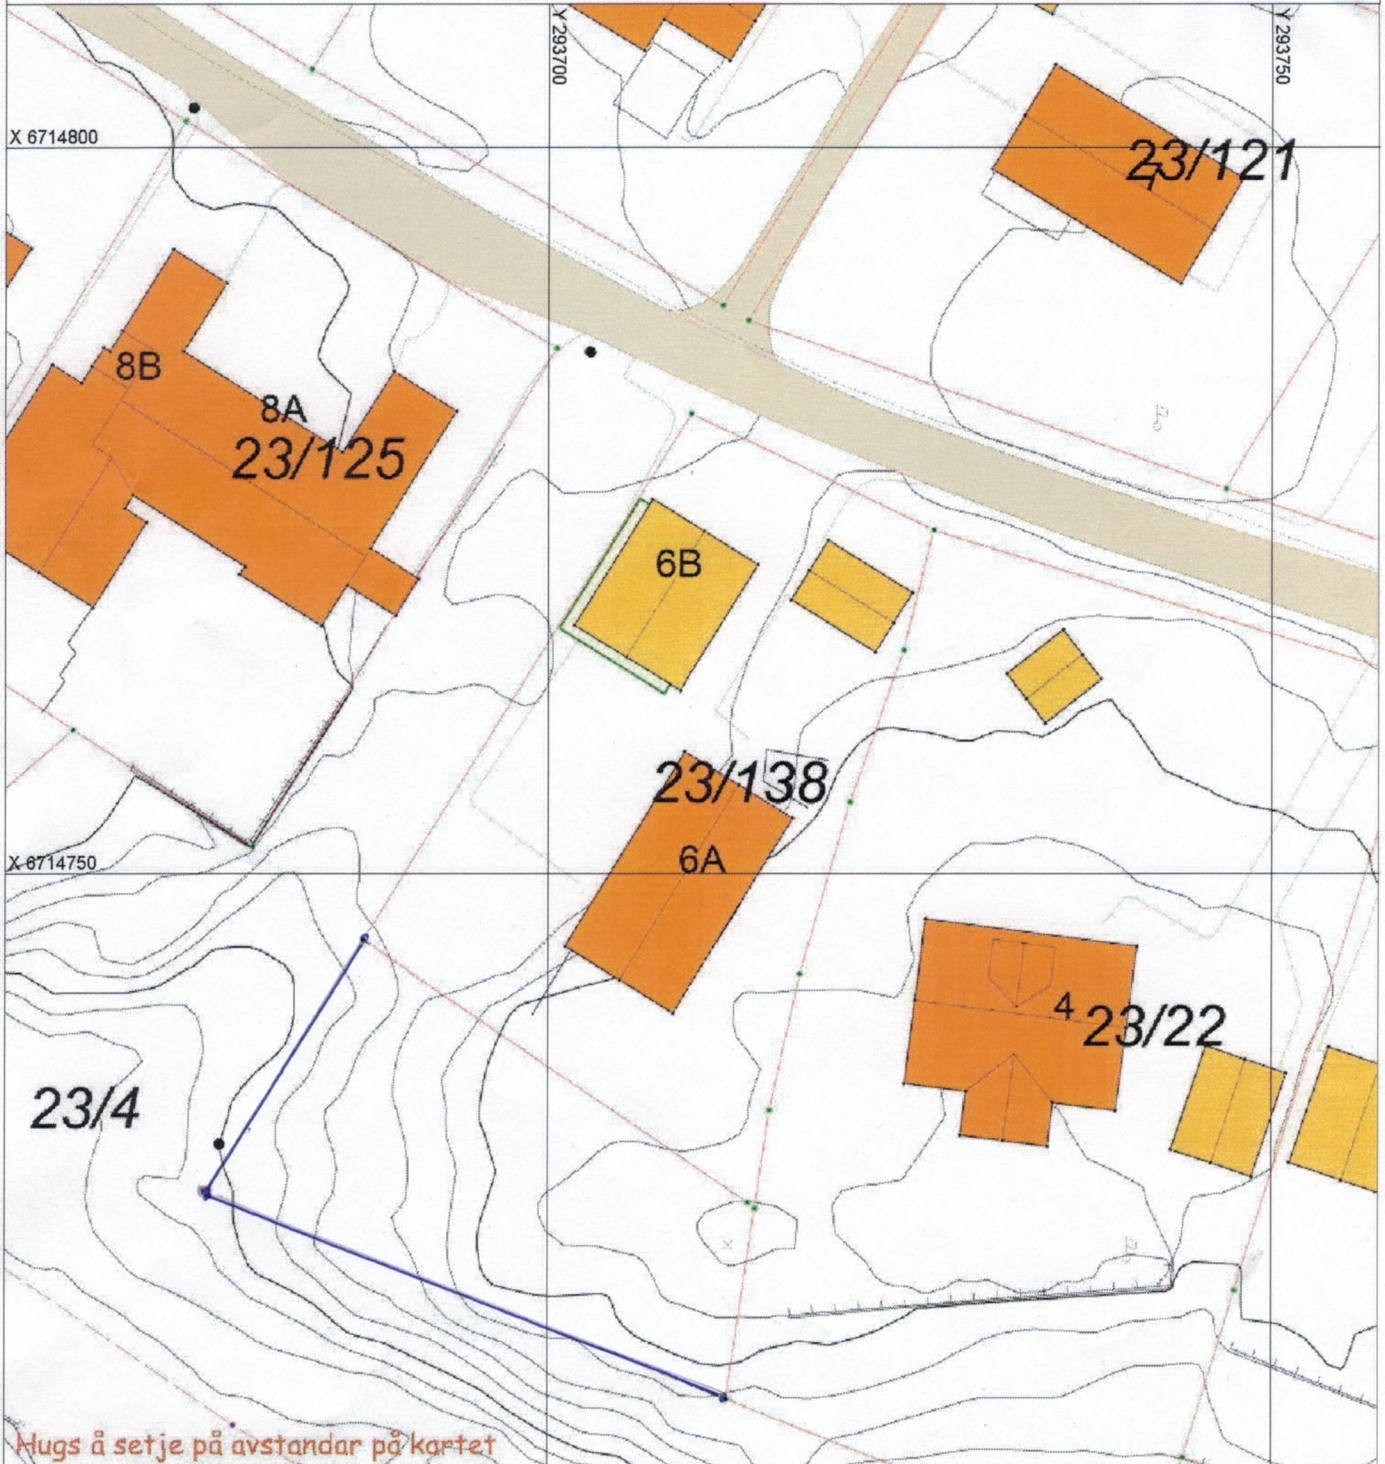 Y 293700
Y 293750
X 6714800
23/121
7
8B
8A
23/125
6B
23/138
6A
X 6714750
4
23/22
23/4
Hugs å setje på avstandar på kartet